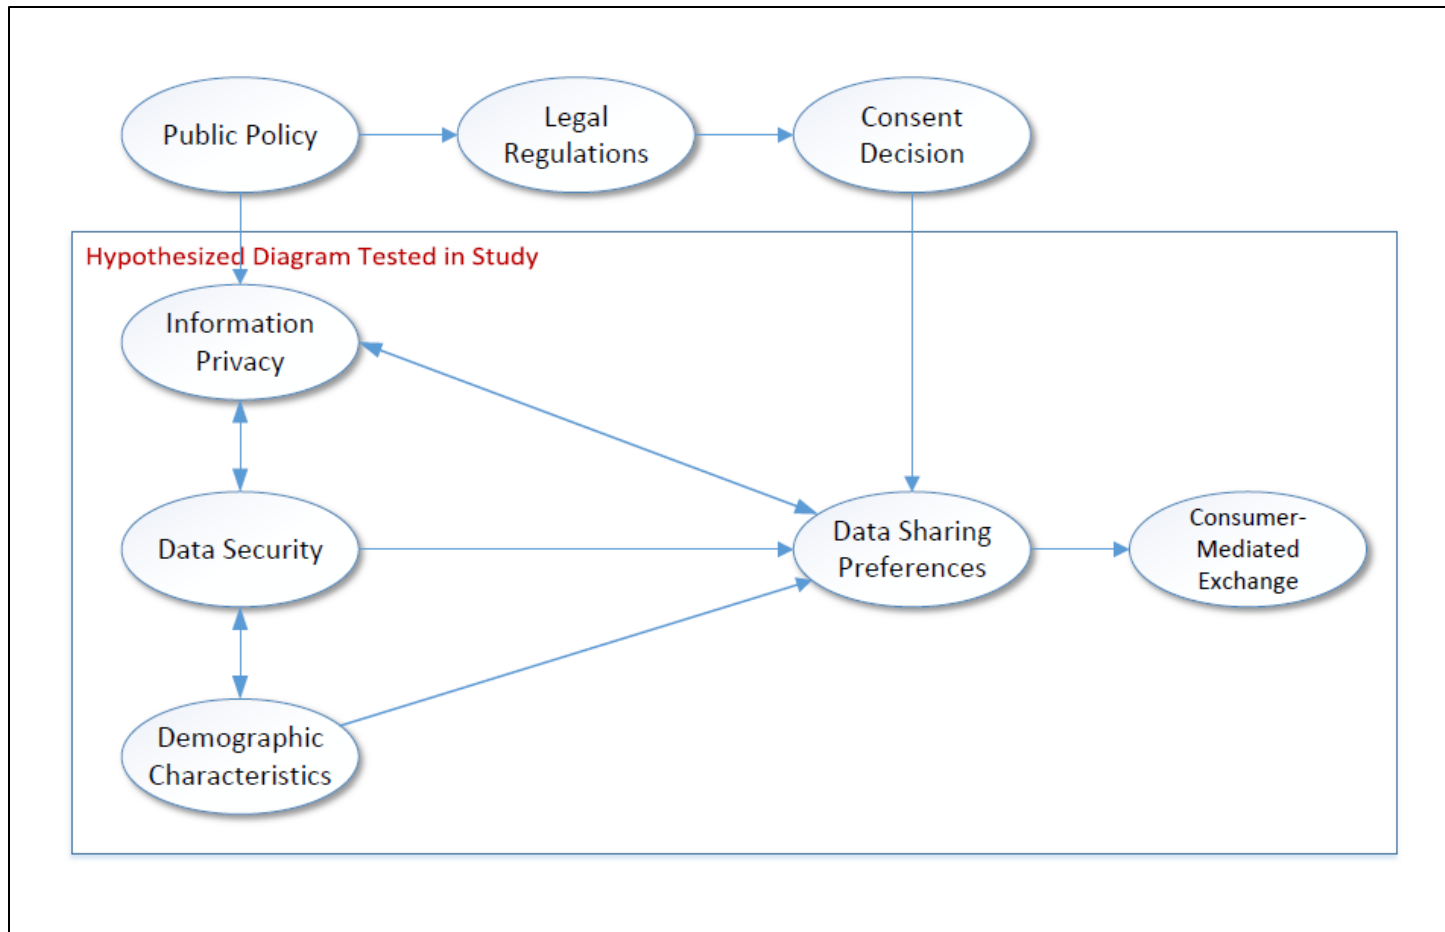 Public Policy
Legal
Regulations
Consent
Decision
Hypothesized Diagram Tested in Study
Information
Privacy
Data Security
Data Sharing
Preferences
Consumer-
Mediated
Exchange
Demographic
Characteristics